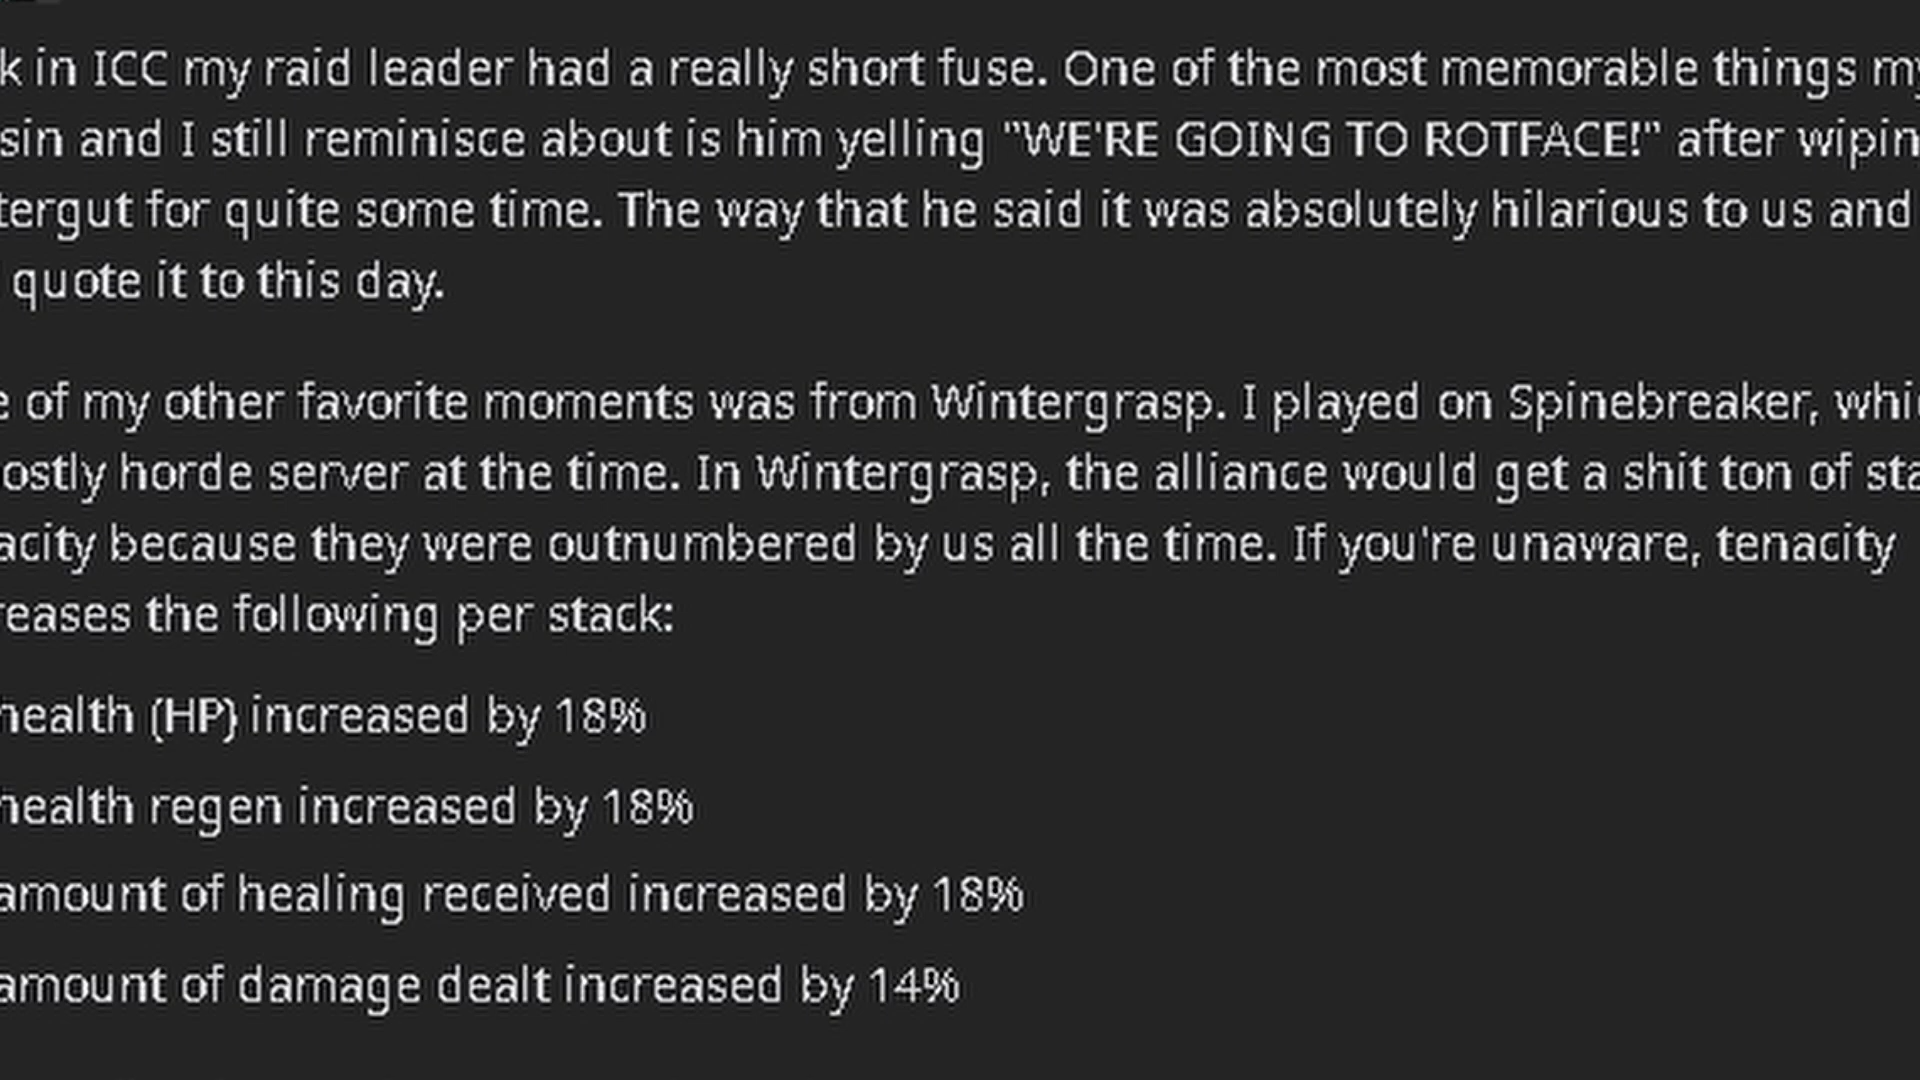 k in ICC my raid leader had a really short fuse. One of the most memorable things my
sin and I still reminisce about is him yelling "WE'RE GOING TO ROTFACE!" after wipin
tergut for quite some time. The way that he said it was absolutely hilarious to us and
quote it to this day.
e of my other favorite moments was from Wintergrasp. I played on Spinebreaker, whi
ostly horde server at the time. In Wintergrasp, the alliance would get a shit ton of sta
acity because they were outnumbered by us all the time. If you're unaware, tenacity
reases the following per stack:
health (HP) increased by 18%
health regen increased by 18%
amount of healing received increased by 18%
amount of damage dealt increased by 14%